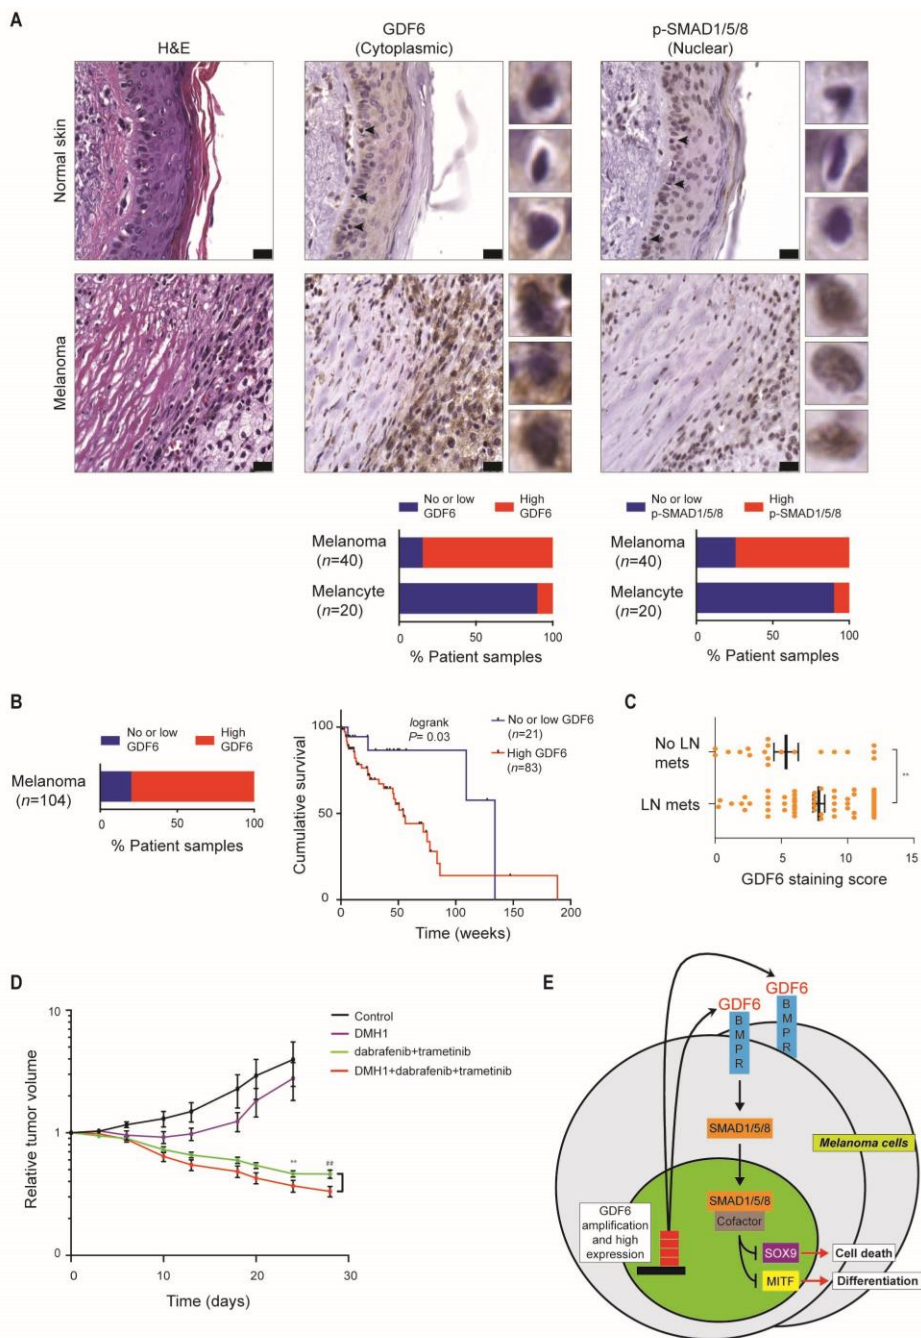 A
H&E
GDF6
(Cytoplasmic)
p-SMAD1/5/8
(Nuclear)
Normal skin
Melanoma
No or low
GDF6
High
GDF6
Melanoma
(n=40)
Melancyte
(n=20)
0
50
100
% Patient samples
No or low
p-SMAD1/5/8
High
p-SMAD1/5/8
Melanoma
(n=40)
Melancyte
(n=20)
0
50
100
% Patient samples
B
No or low
GDF6
High
GDF6
Melanoma
(n=104)
0
50
100
% Patient samples
Cumulative survival
100
50
0
logrank
P= 0.03
No or low GDF6
(n=21)
High GDF6
(n=83)
0
50
100
150
200
Time (weeks)
C
No LN
mets
LN mets
**
0
5
10
15
GDF6 staining score
D
Relative tumor volume
10
1
0
Control
DMH1
dabrafenib+trametinib
DMH1+dabrafenib+trametinib
**
##
0
10
20
30
Time (days)
E
GDF6
BMPR
GDF6
BMPR
SMAD1/5/8
Melanoma cells
SMAD1/5/8
Cofactor
GDF6
amplification
and high
expression
SOX9
Cell death
MITF
Differentiation